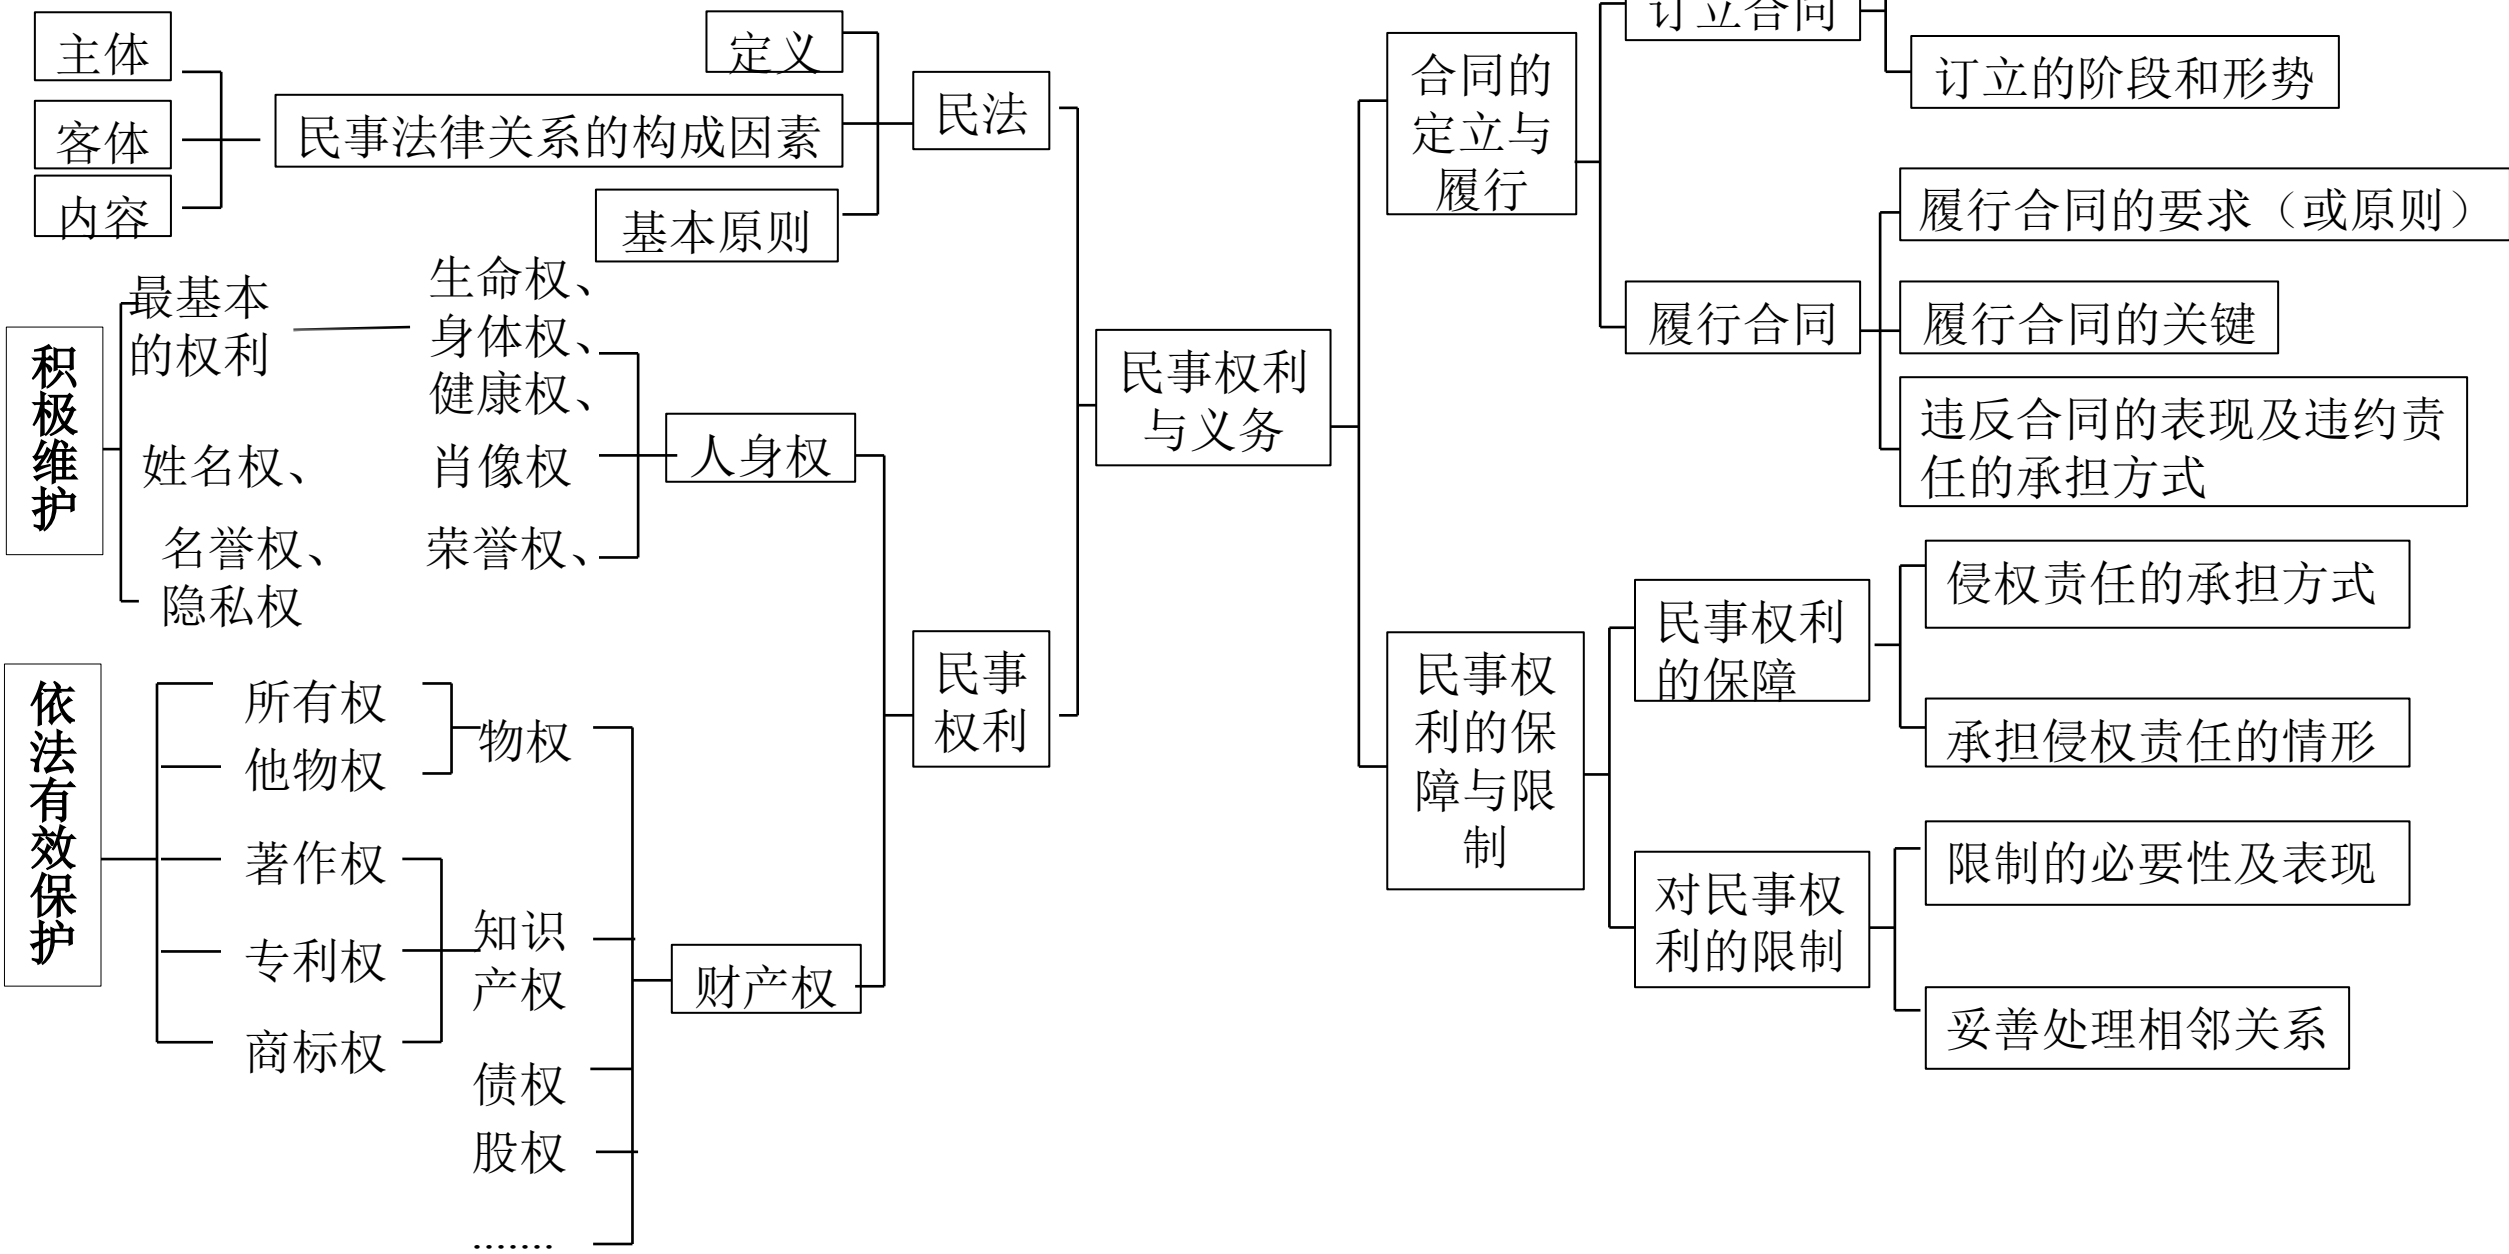 主体
客体
内容
定义
民事法律关系的构成因素
基本原则
民法
积
极
维
护
最基本
的权利
生命权、
身体权、
健康权、
姓名权、
肖像权
名誉权、
隐私权
荣誉权、
人身权
依
法
有
效
保
护
所有权
他物权
著作权
专利权
商标权
物权
知识
产权
债权
股权
.......
财产权
民事
权利
民事权利
与义务
合同的
定立与
履行
订立合同
订立的阶段和形势
履行合同
履行合同的要求（或原则）
履行合同的关键
违反合同的表现及违约责
任的承担方式
民事权
利的保
障与限
制
民事权利
的保障
侵权责任的承担方式
承担侵权责任的情形
对民事权
利的限制
限制的必要性及表现
妥善处理相邻关系